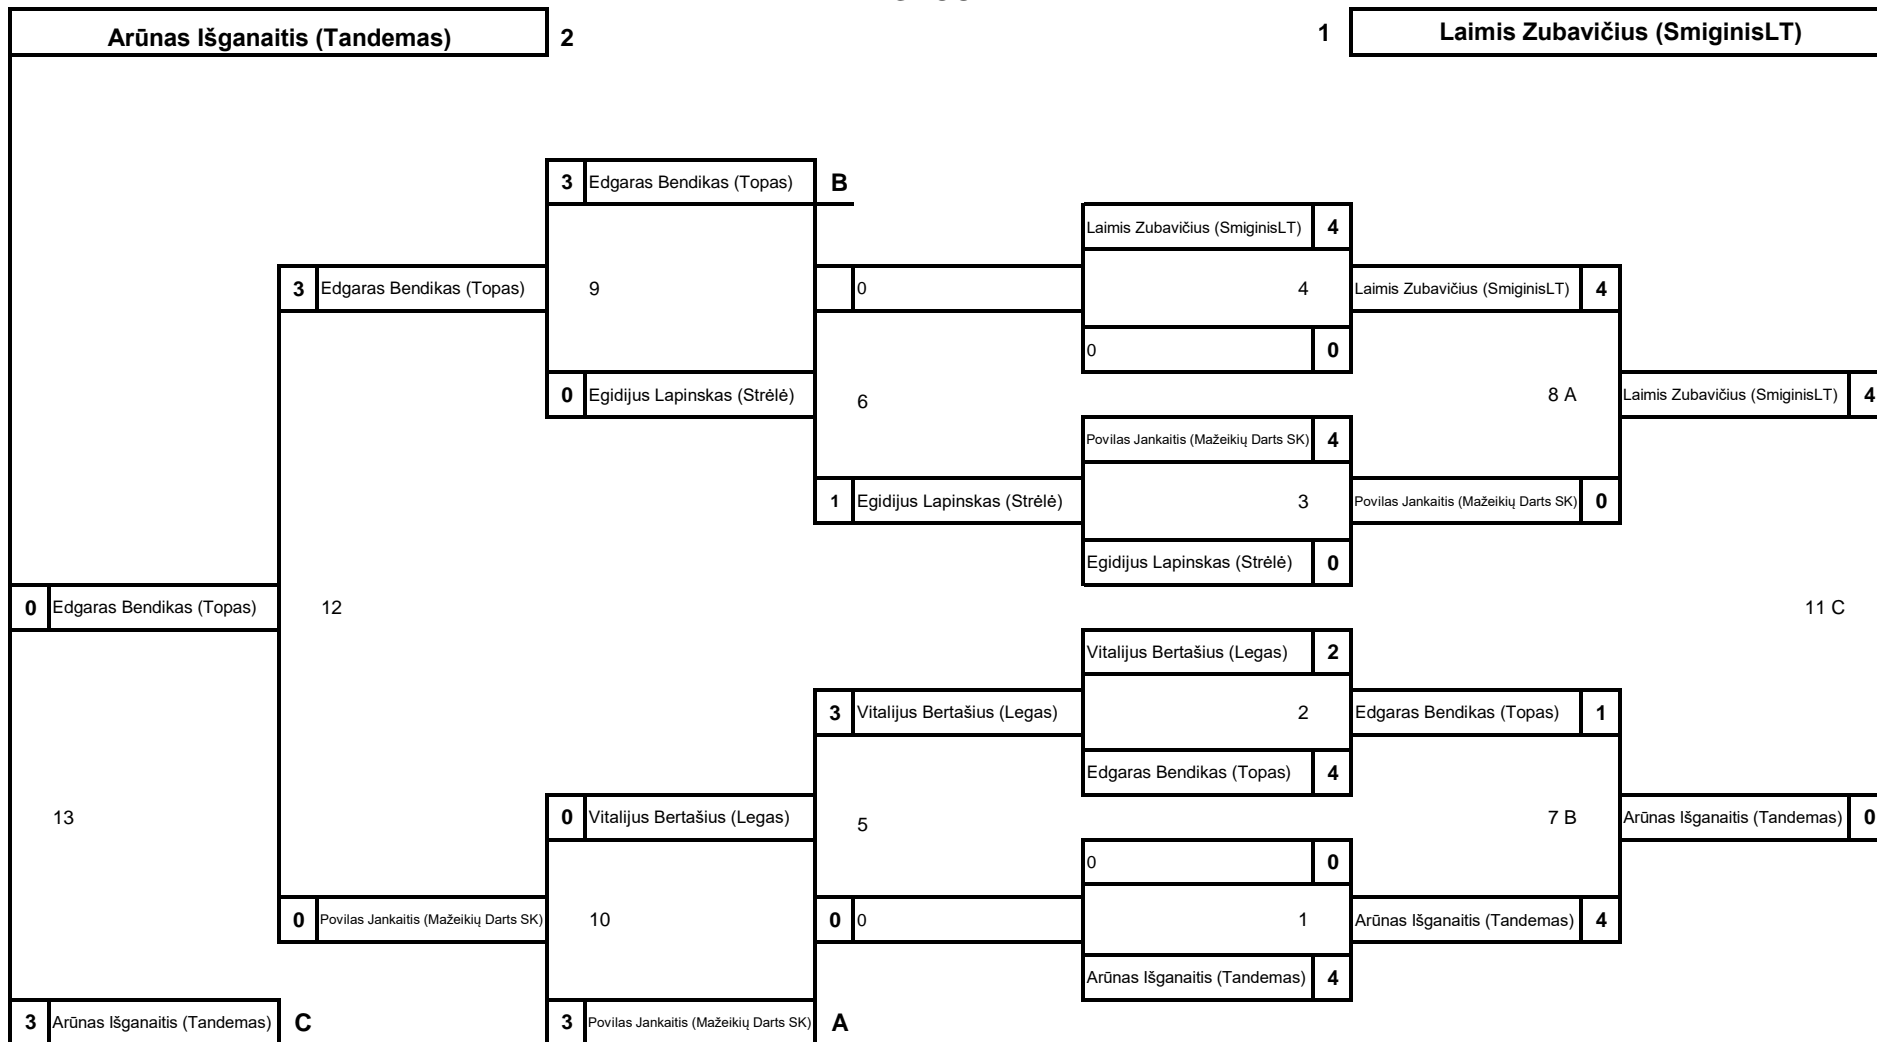 Arūnas Išganaitis (Tandemas) 2 1 Laimis Zubavičius (SmiginisLT)
3 Edgaras Bendikas (Topas) B
Laimis Zubavičius (SmiginisLT) 4
3 Edgaras Bendikas (Topas) 9 0 4 Laimis Zubavičius (SmiginisLT) 4
0 0
0 Egidijus Lapinskas (Strėlė) 6 8 A Laimis Zubavičius (SmiginisLT) 4
Povilas Jankaitis (Mažeikių Darts SK) 4
1 Egidijus Lapinskas (Strėlė) 3 Povilas Jankaitis (Mažeikių Darts SK) 0
Egidijus Lapinskas (Strėlė) 0
0 Edgaras Bendikas (Topas) 12 11 C
Vitalijus Bertašius (Legas) 2
3 Vitalijus Bertašius (Legas) 2 Edgaras Bendikas (Topas) 1
Edgaras Bendikas (Topas) 4
13 0 Vitalijus Bertašius (Legas) 5 7 B Arūnas Išganaitis (Tandemas) 0
0 0
0 Povilas Jankaitis (Mažeikių Darts SK) 10 0 0 1 Arūnas Išganaitis (Tandemas) 4
Arūnas Išganaitis (Tandemas) 4
3 Arūnas Išganaitis (Tandemas) C 3 Povilas Jankaitis (Mažeikių Darts SK) A